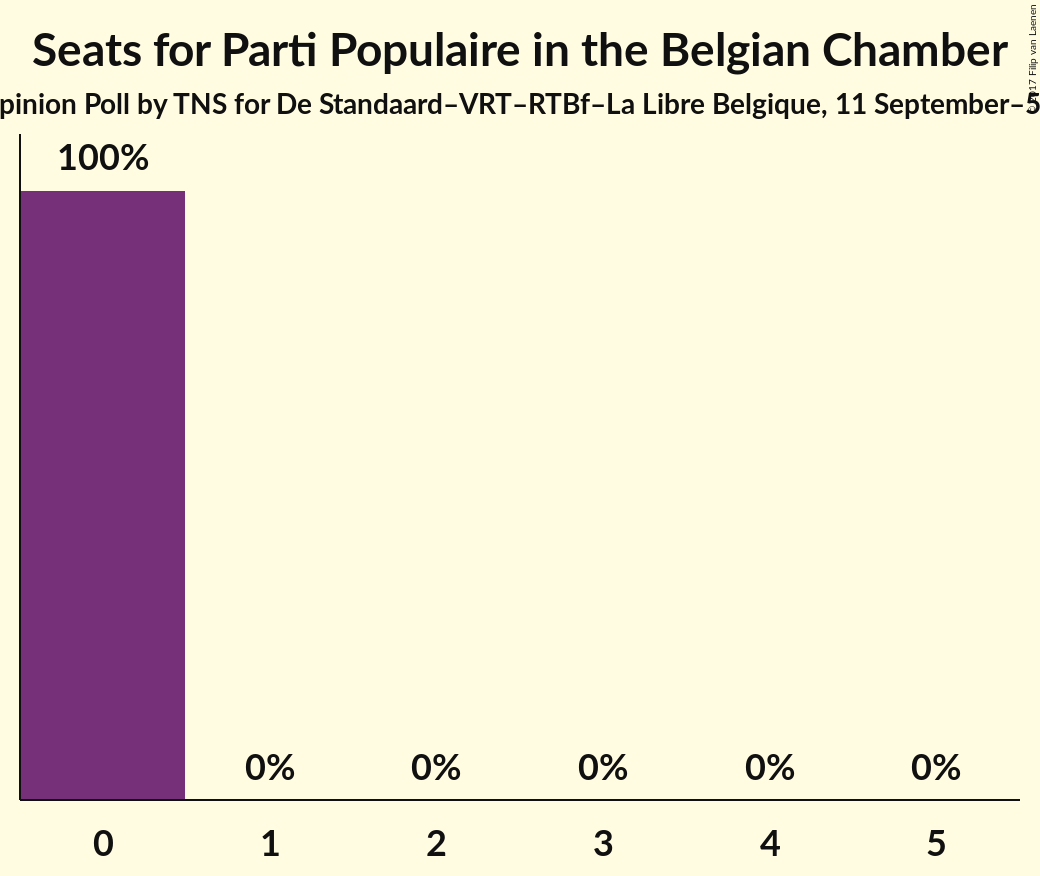 Seats for Parti Populaire in the Belgian Chamber
pinion Poll by TNS for De Standaard–VRT–RTBf–La Libre Belgique, 11 September–5
© 2017 Filip van Laenen
100%
0% 0% 0% 0% 0%
0 1 2 3 4 5